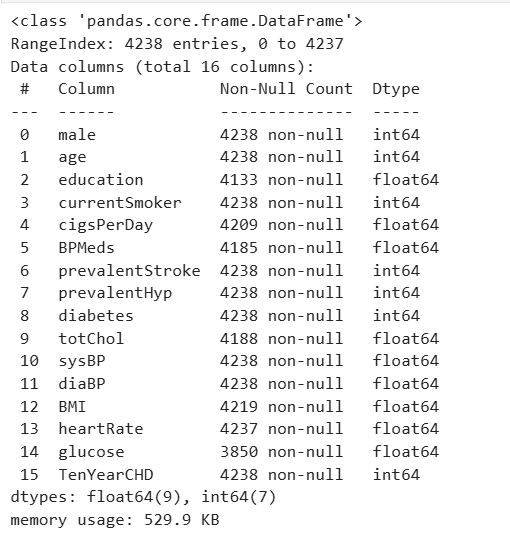 <class 'pandas.core.frame.DataFrame'>
RangeIndex: 4238 entries, 0 to 4237
Data columns (total 16 columns):
 #   Column           Non-Null Count  Dtype
---  ------           --------------  -----
 0   male             4238 non-null   int64
 1   age              4238 non-null   int64
 2   education        4133 non-null   float64
 3   currentSmoker    4238 non-null   int64
 4   cigsPerDay       4209 non-null   float64
 5   BPMeds           4185 non-null   float64
 6   prevalentStroke  4238 non-null   int64
 7   prevalentHyp     4238 non-null   int64
 8   diabetes         4238 non-null   int64
 9   totChol          4188 non-null   float64
 10  sysBP            4238 non-null   float64
 11  diaBP            4238 non-null   float64
 12  BMI              4219 non-null   float64
 13  heartRate        4237 non-null   float64
 14  glucose          3850 non-null   float64
 15  TenYearCHD       4238 non-null   int64
dtypes: float64(9), int64(7)
memory usage: 529.9 KB